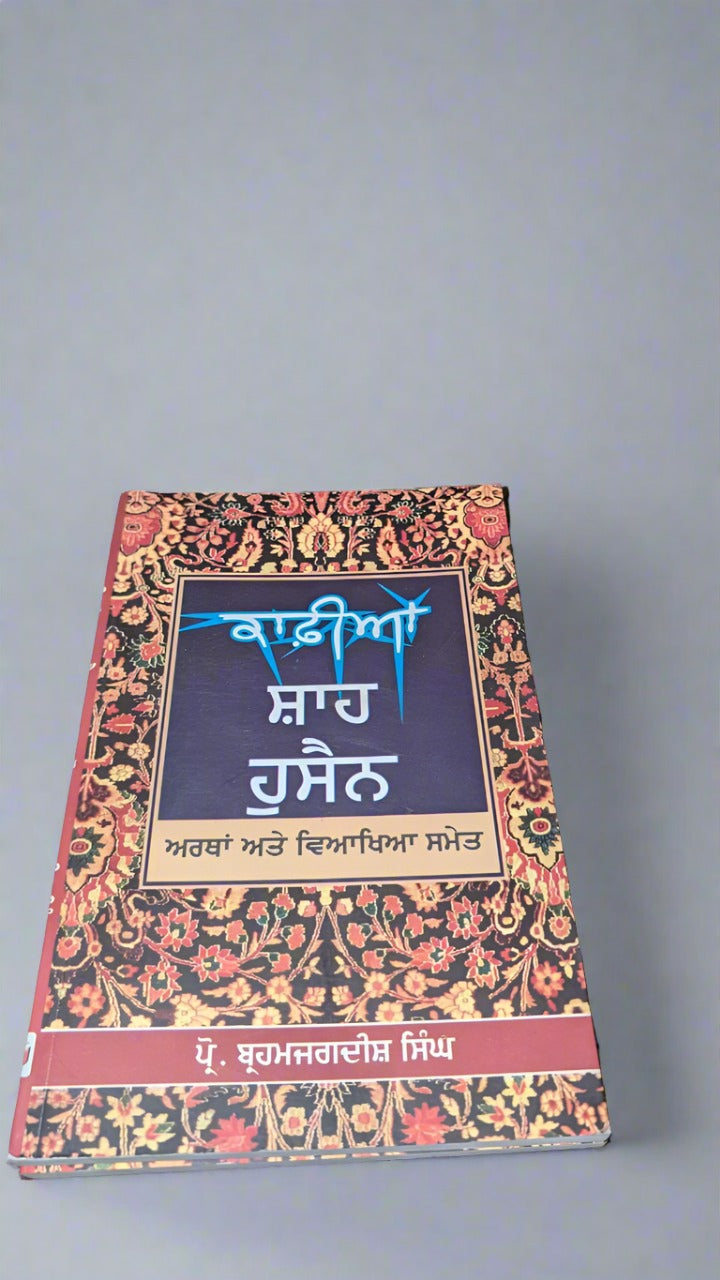 ਕਾਫ਼ੀਆਂ
ਸ਼ਾਹ
ਹੁਸੈਨ
ਅਰਥਾਂ ਅਤੇ ਵਿਆਖਿਆ ਸਮੇਤ
ਪ੍ਰੋ. ਬ੍ਰਹਮਜਗਦੀਸ਼ ਸਿੰਘ